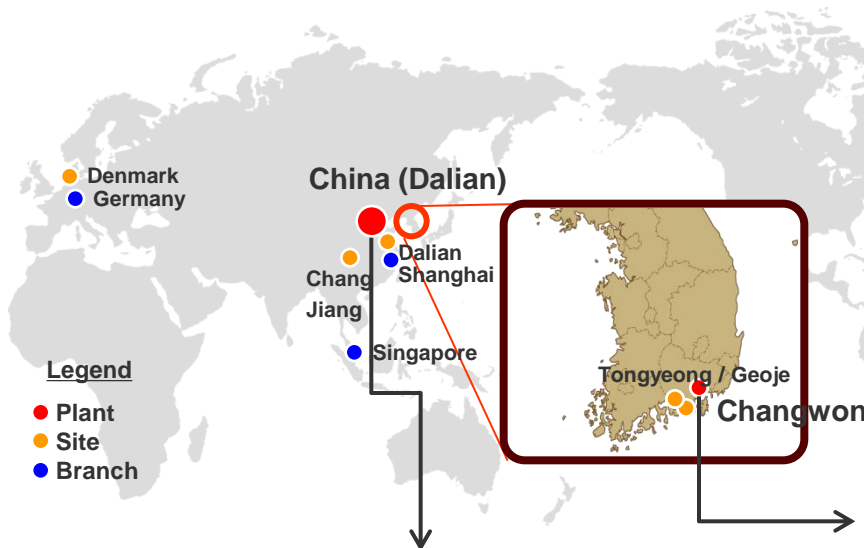 Denmark
Germany
China (Dalian)
Dalian
Shanghai
Chang
Jiang
Singapore
Tongyeong / Geoje
Changwon
Legend
Plant
Site
Branch